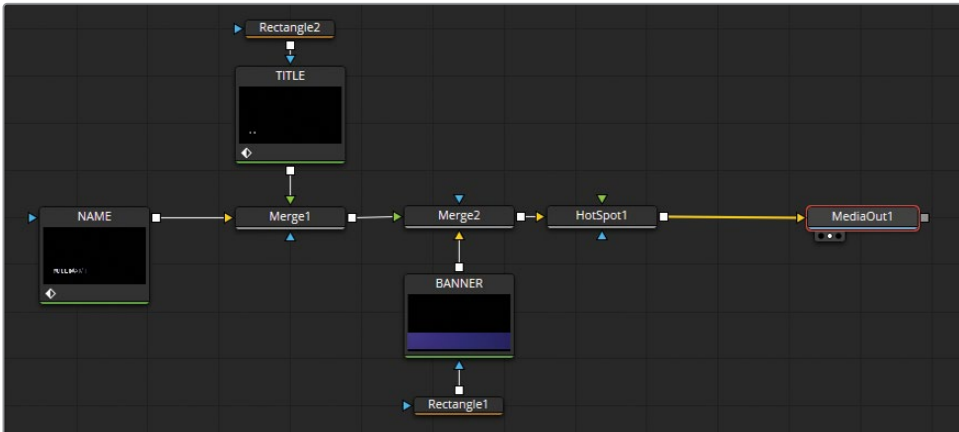 Rectangle2
TITLE
NAME
Merge1
Merge2
HotSpot1
MediaOut1
BANNER
Rectangle1